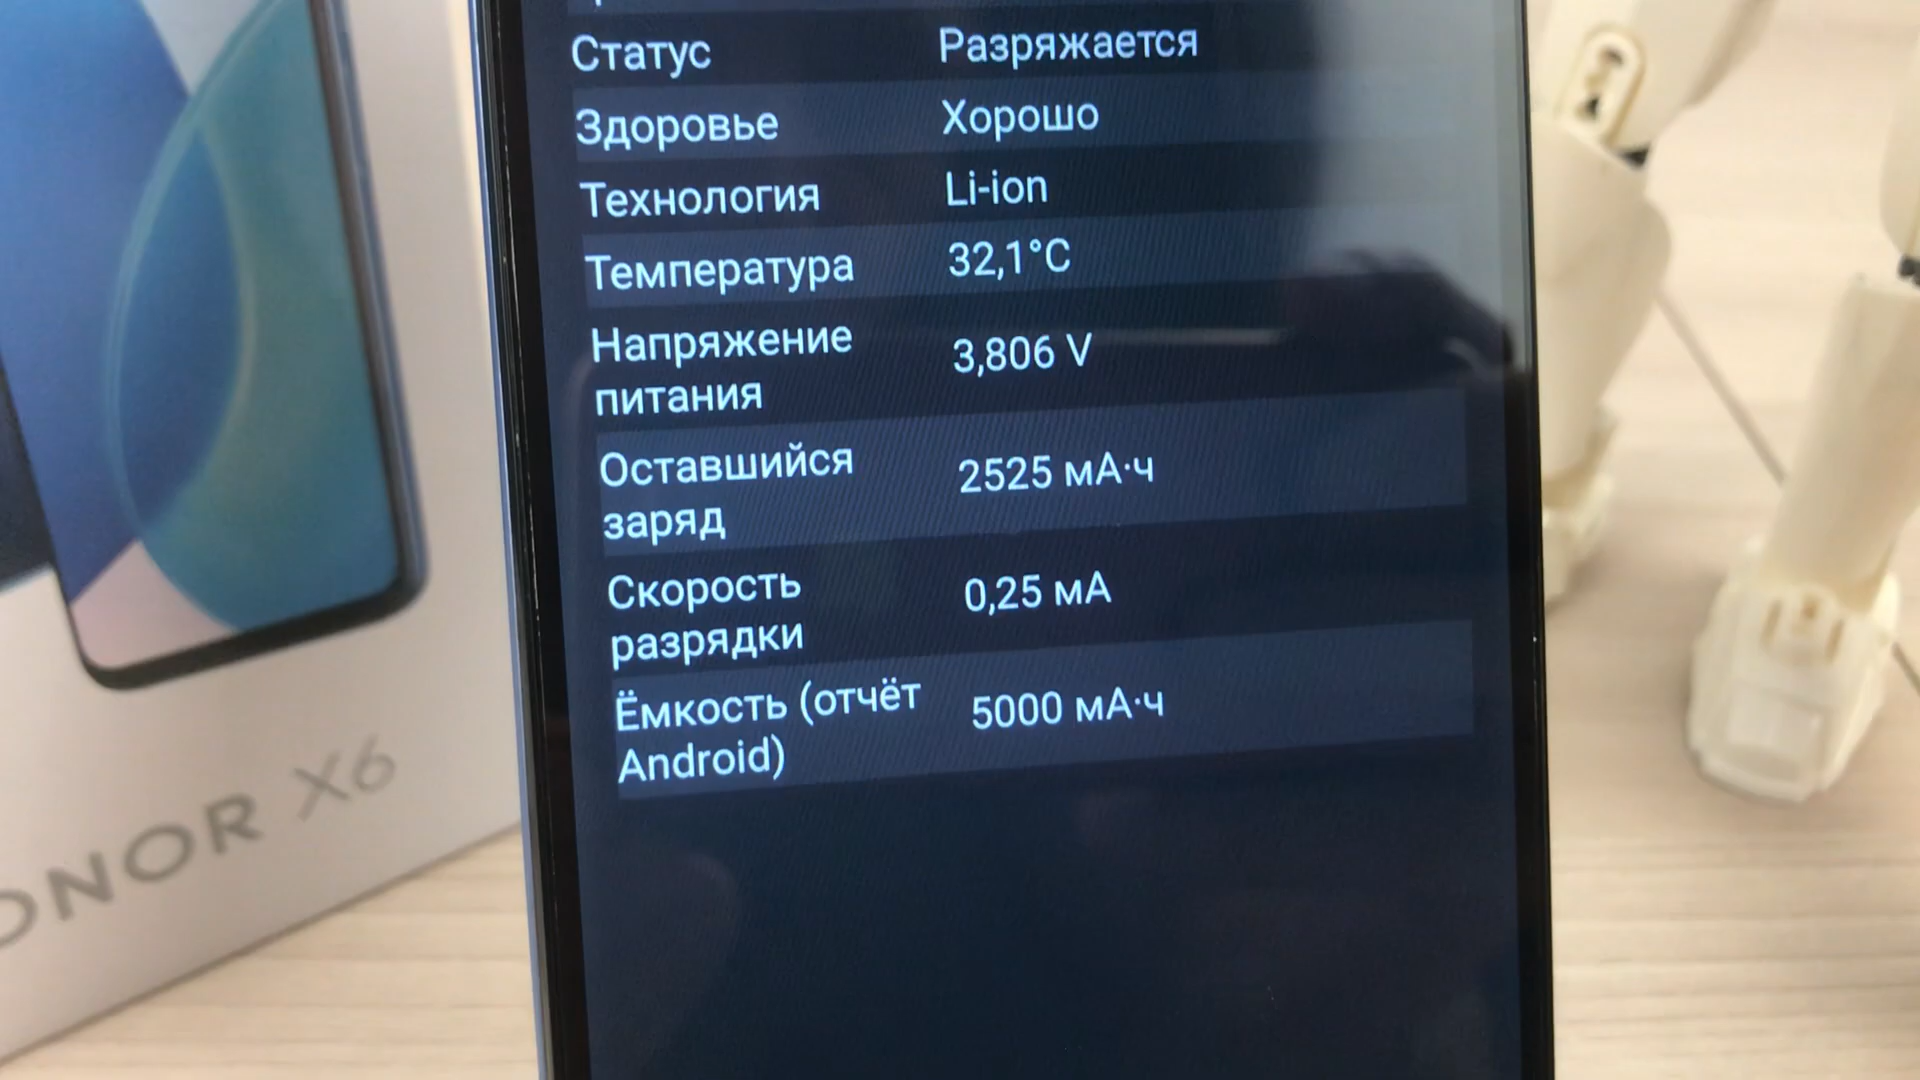 Статус Разряжается
Здоровье Хорошо
Технология Li-ion
Температура 32,1°C
Напряжение
питания 3,806 V
Оставшийся
заряд 2525 мА·ч
Скорость
разрядки 0,25 мА
Ёмкость (отчёт
Android) 5000 мА·ч
ONOR X6